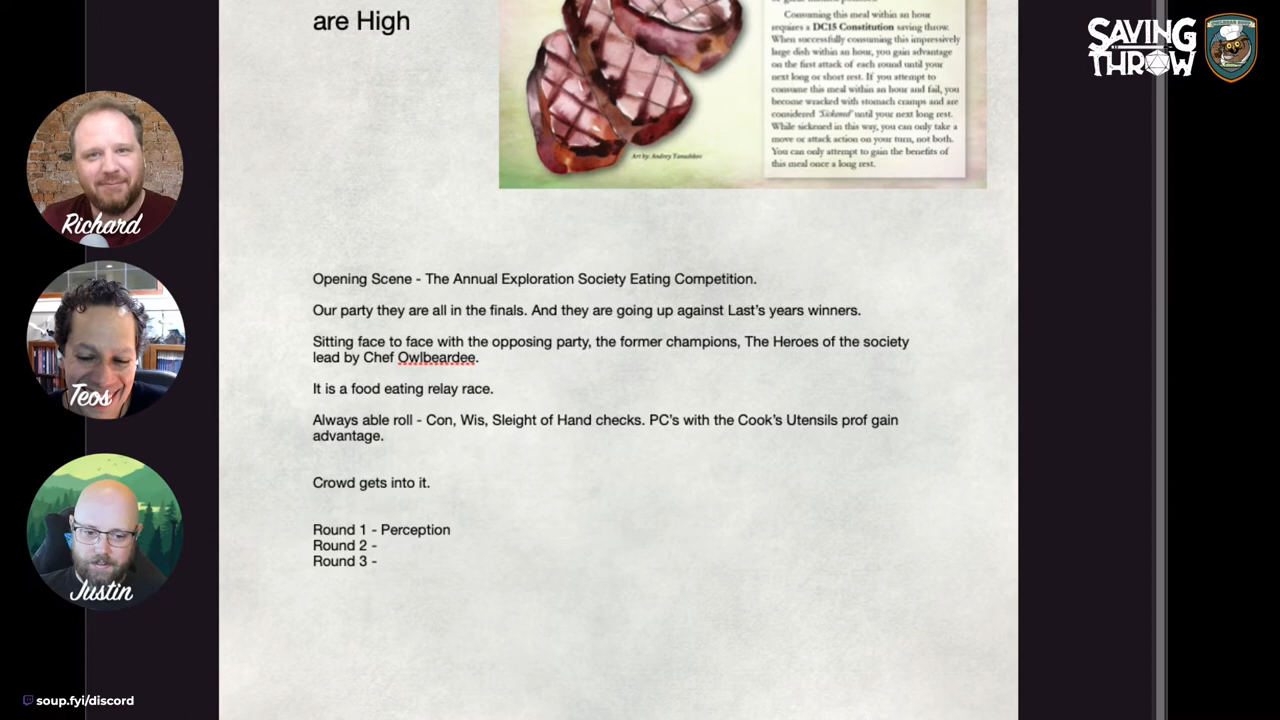 are High
Consuming this meal within an hour
requires a DC15 Constitution saving throw.
When successfully consuming this impressively
large dish within an hour, you gain advantage
on the first attack of each round until your
next long or short rest. If you attempt to
consume this meal within an hour and fail, you
become wracked with stomach cramps and are
considered 'Sickened' until your next long rest.
While sickened in this way, you can only take a
move or attack action on your turn, not both.
You can only attempt to gain the benefits of
this meal once a long rest.
Art by: Andrey Yanushkov
SAVING
THROW
Richard
Teos
Justin
Opening Scene - The Annual Exploration Society Eating Competition.
Our party they are all in the finals. And they are going up against Last's years winners.
Sitting face to face with the opposing party, the former champions, The Heroes of the society
lead by Chef Owlbeardee.
It is a food eating relay race.
Always able roll - Con, Wis, Sleight of Hand checks. PC's with the Cook's Utensils prof gain
advantage.
Crowd gets into it.
Round 1 - Perception
Round 2 -
Round 3 -
soup.fyi/discord